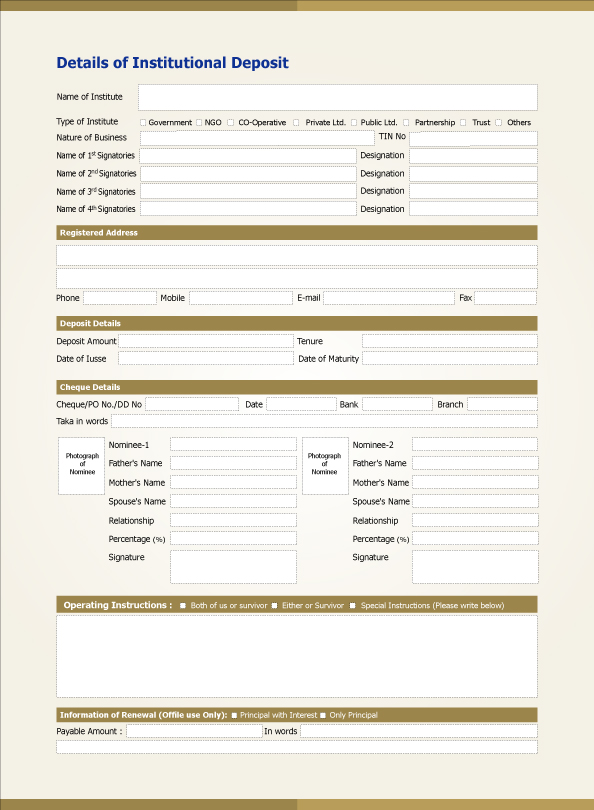 Details of Institutional Deposit
Name of Institute
Type of Institute Government NGO CO-Operative Private Ltd. Public Ltd. Partnership Trust Others
Nature of Business TIN No
Name of 1st Signatories Designation
Name of 2nd Signatories Designation
Name of 3rd Signatories Designation
Name of 4th Signatories Designation
Registered Address
Phone Mobile E-mail Fax
Deposit Details
Deposit Amount Tenure
Date of Iusse Date of Maturity
Cheque Details
Cheque/PO No./DD No Date Bank Branch
Taka in words
Photograph
of
Nominee
Nominee-1
Father's Name
Mother's Name
Spouse's Name
Relationship
Percentage (%)
Signature
Photograph
of
Nominee
Nominee-2
Father's Name
Mother's Name
Spouse's Name
Relationship
Percentage (%)
Signature
Operating Instructions : Both of us or survivor Either or Survivor Special Instructions (Please write below)
Information of Renewal (Offile use Only): Principal with Interest Only Principal
Payable Amount : In words